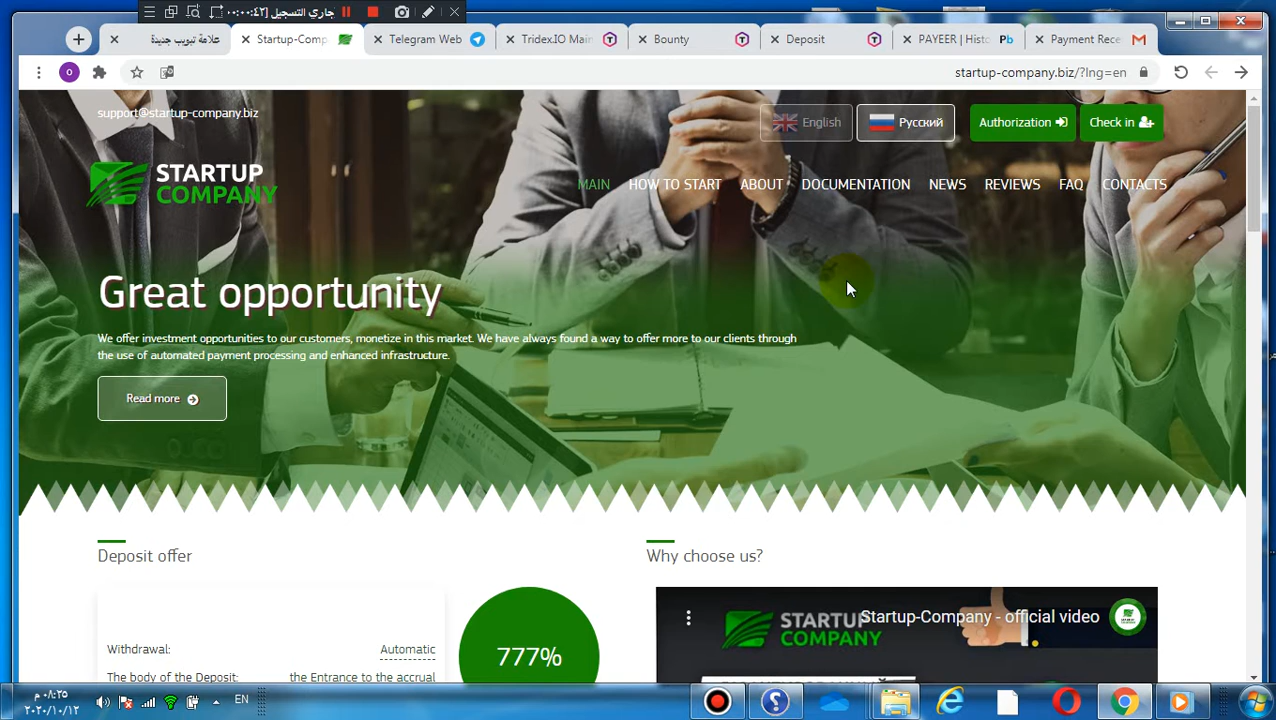 جاري التسجيل [٠٠:٠٠:٤٢]
علامة تبويب جديدة
Startup-Comp
Telegram Web
O Main
Bounty
Deposit
PAYEER | Histo
Pb
Payment Rece
startup-company.biz/?lng=en
support@startup-company.biz
English
Русский
Authorization
Check in
STARTUP
COMPANY
MAIN
HOW TO START
ABOUT
DOCUMENTATION
NEWS
REVIEWS
FAQ
CONTACTS
Great opportunity
We offer investment opportunities to our customers, monetize in this market. We have always found a way to offer more to our clients through
the use of automated payment processing and enhanced infrastructure.
Read more
Deposit offer
Why choose us?
Withdrawal:
Automatic
The body of the Deposit:
the Entrance to the accrual
777%
STARTUP
COMPANY
Startup-Company - official video
EN
٠٨:٢٥ م
٢٠٢٠/١٠/١٢